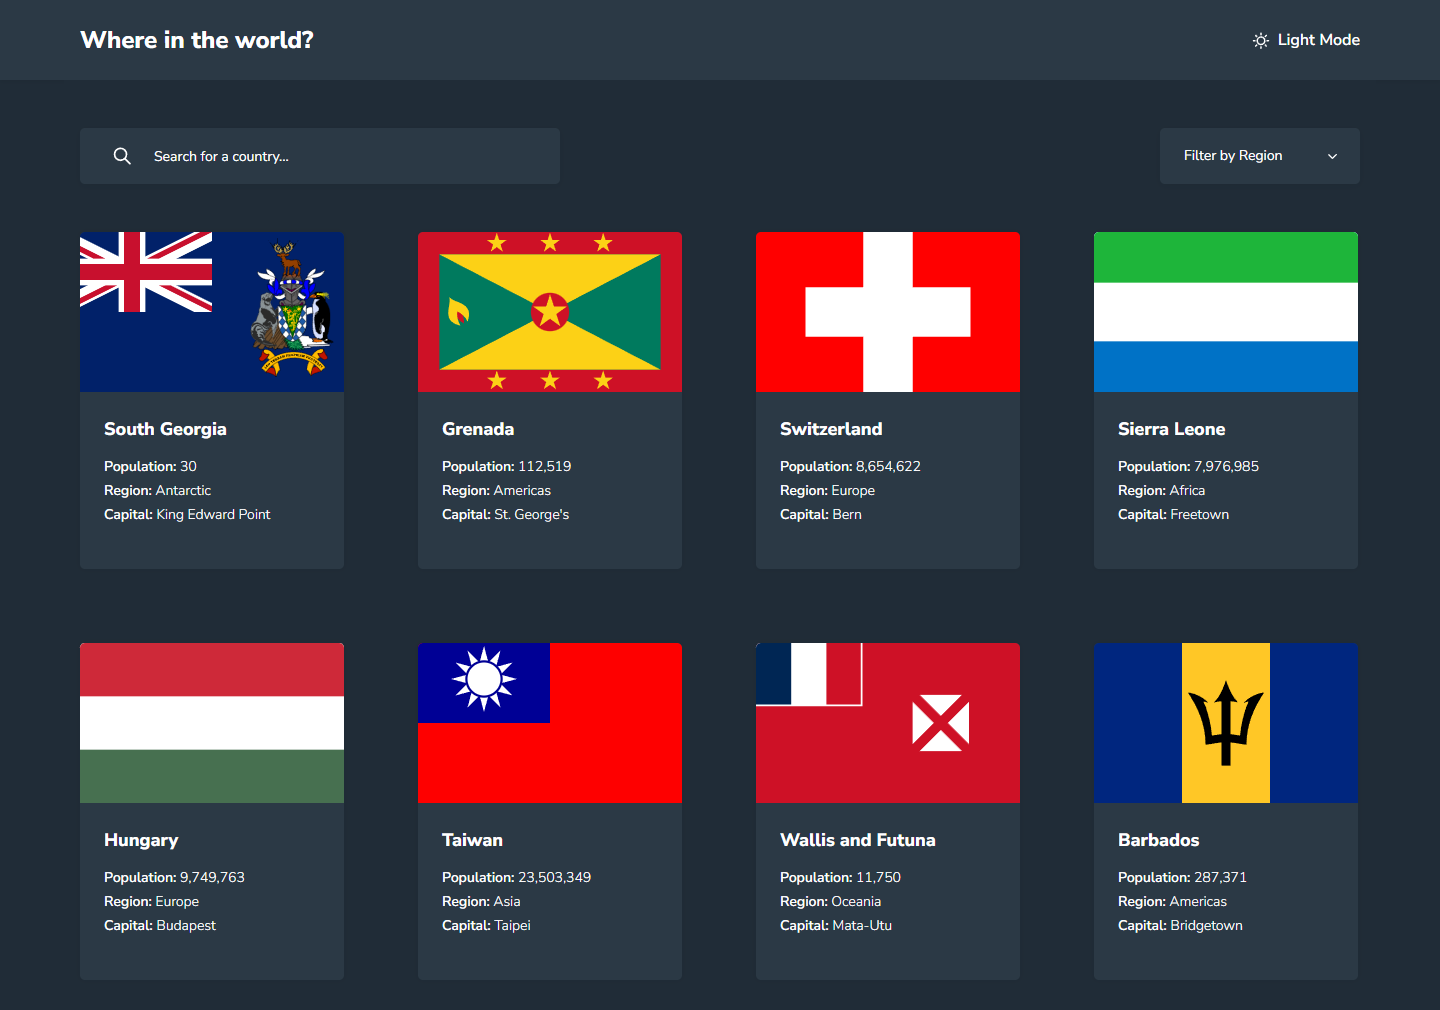 Where in the world?
Light Mode
Search for a country...
Filter by Region
South Georgia
Population: 30
Region: Antarctic
Capital: King Edward Point
Grenada
Population: 112,519
Region: Americas
Capital: St. George's
Switzerland
Population: 8,654,622
Region: Europe
Capital: Bern
Sierra Leone
Population: 7,976,985
Region: Africa
Capital: Freetown
Hungary
Population: 9,749,763
Region: Europe
Capital: Budapest
Taiwan
Population: 23,503,349
Region: Asia
Capital: Taipei
Wallis and Futuna
Population: 11,750
Region: Oceania
Capital: Mata-Utu
Barbados
Population: 287,371
Region: Americas
Capital: Bridgetown